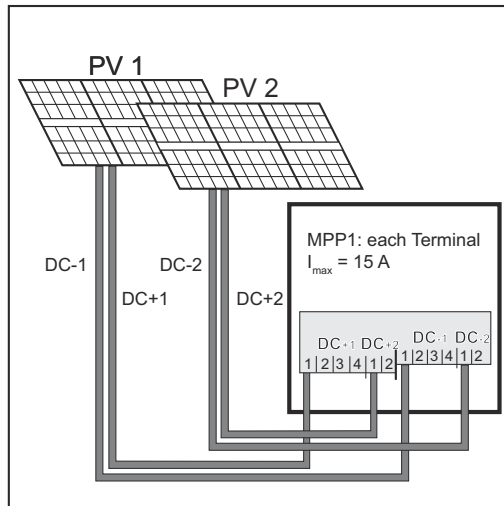 PV 1
PV 2
MPP1: each Terminal
Imax = 15 A
DC-1
DC-2
DC+1
DC+2
DC+1 DC+2 DC-1 DC-2
1 2 3 4 1 2 1 2 3 4 1 2